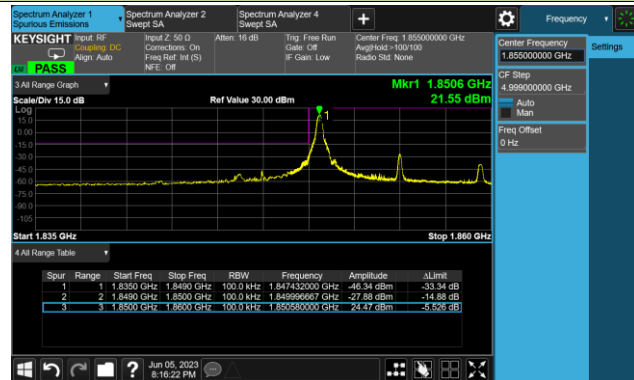 Spectrum Analyzer 1
Spurious Emissions
Spectrum Analyzer 2
Swept SA
Spectrum Analyzer 4
Swept SA
Frequency
KEYSIGHT
Input: RF
Coupling: DC
Align: Auto
Input Z: 50 Ω
Corrections: On
Freq Ref: Int (S)
NFE: Off
Atten: 16 dB
Trig: Free Run
Gate: Off
IF Gain: Low
Center Freq: 1.855000000 GHz
Avg|Hold:>100/100
Radio Std: None
PASS
Center Frequency
1.855000000 GHz
Settings
CF Step
4.999000000 GHz
Auto
Man
Freq Offset
0 Hz
3 All Range Graph
Mkr1 1.8506 GHz
Scale/Div 15.0 dB
Ref Value 30.00 dBm
21.55 dBm
Log
15.0
0.00
-15.0
-30.0
-45.0
-60.0
-75.0
-90.0
-105
1
Start 1.835 GHz
Stop 1.860 GHz
4 All Range Table
Spur Range Start Freq Stop Freq RBW Frequency Amplitude ΔLimit
1 1 1.8350 GHz 1.8490 GHz 100.0 kHz 1.847432000 GHz -46.34 dBm -33.34 dB
2 2 1.8490 GHz 1.8500 GHz 100.0 kHz 1.849996667 GHz -27.88 dBm -14.88 dB
3 3 1.8500 GHz 1.8600 GHz 100.0 kHz 1.850580000 GHz 24.47 dBm -5.526 dB
Jun 05, 2023
8:16:22 PM